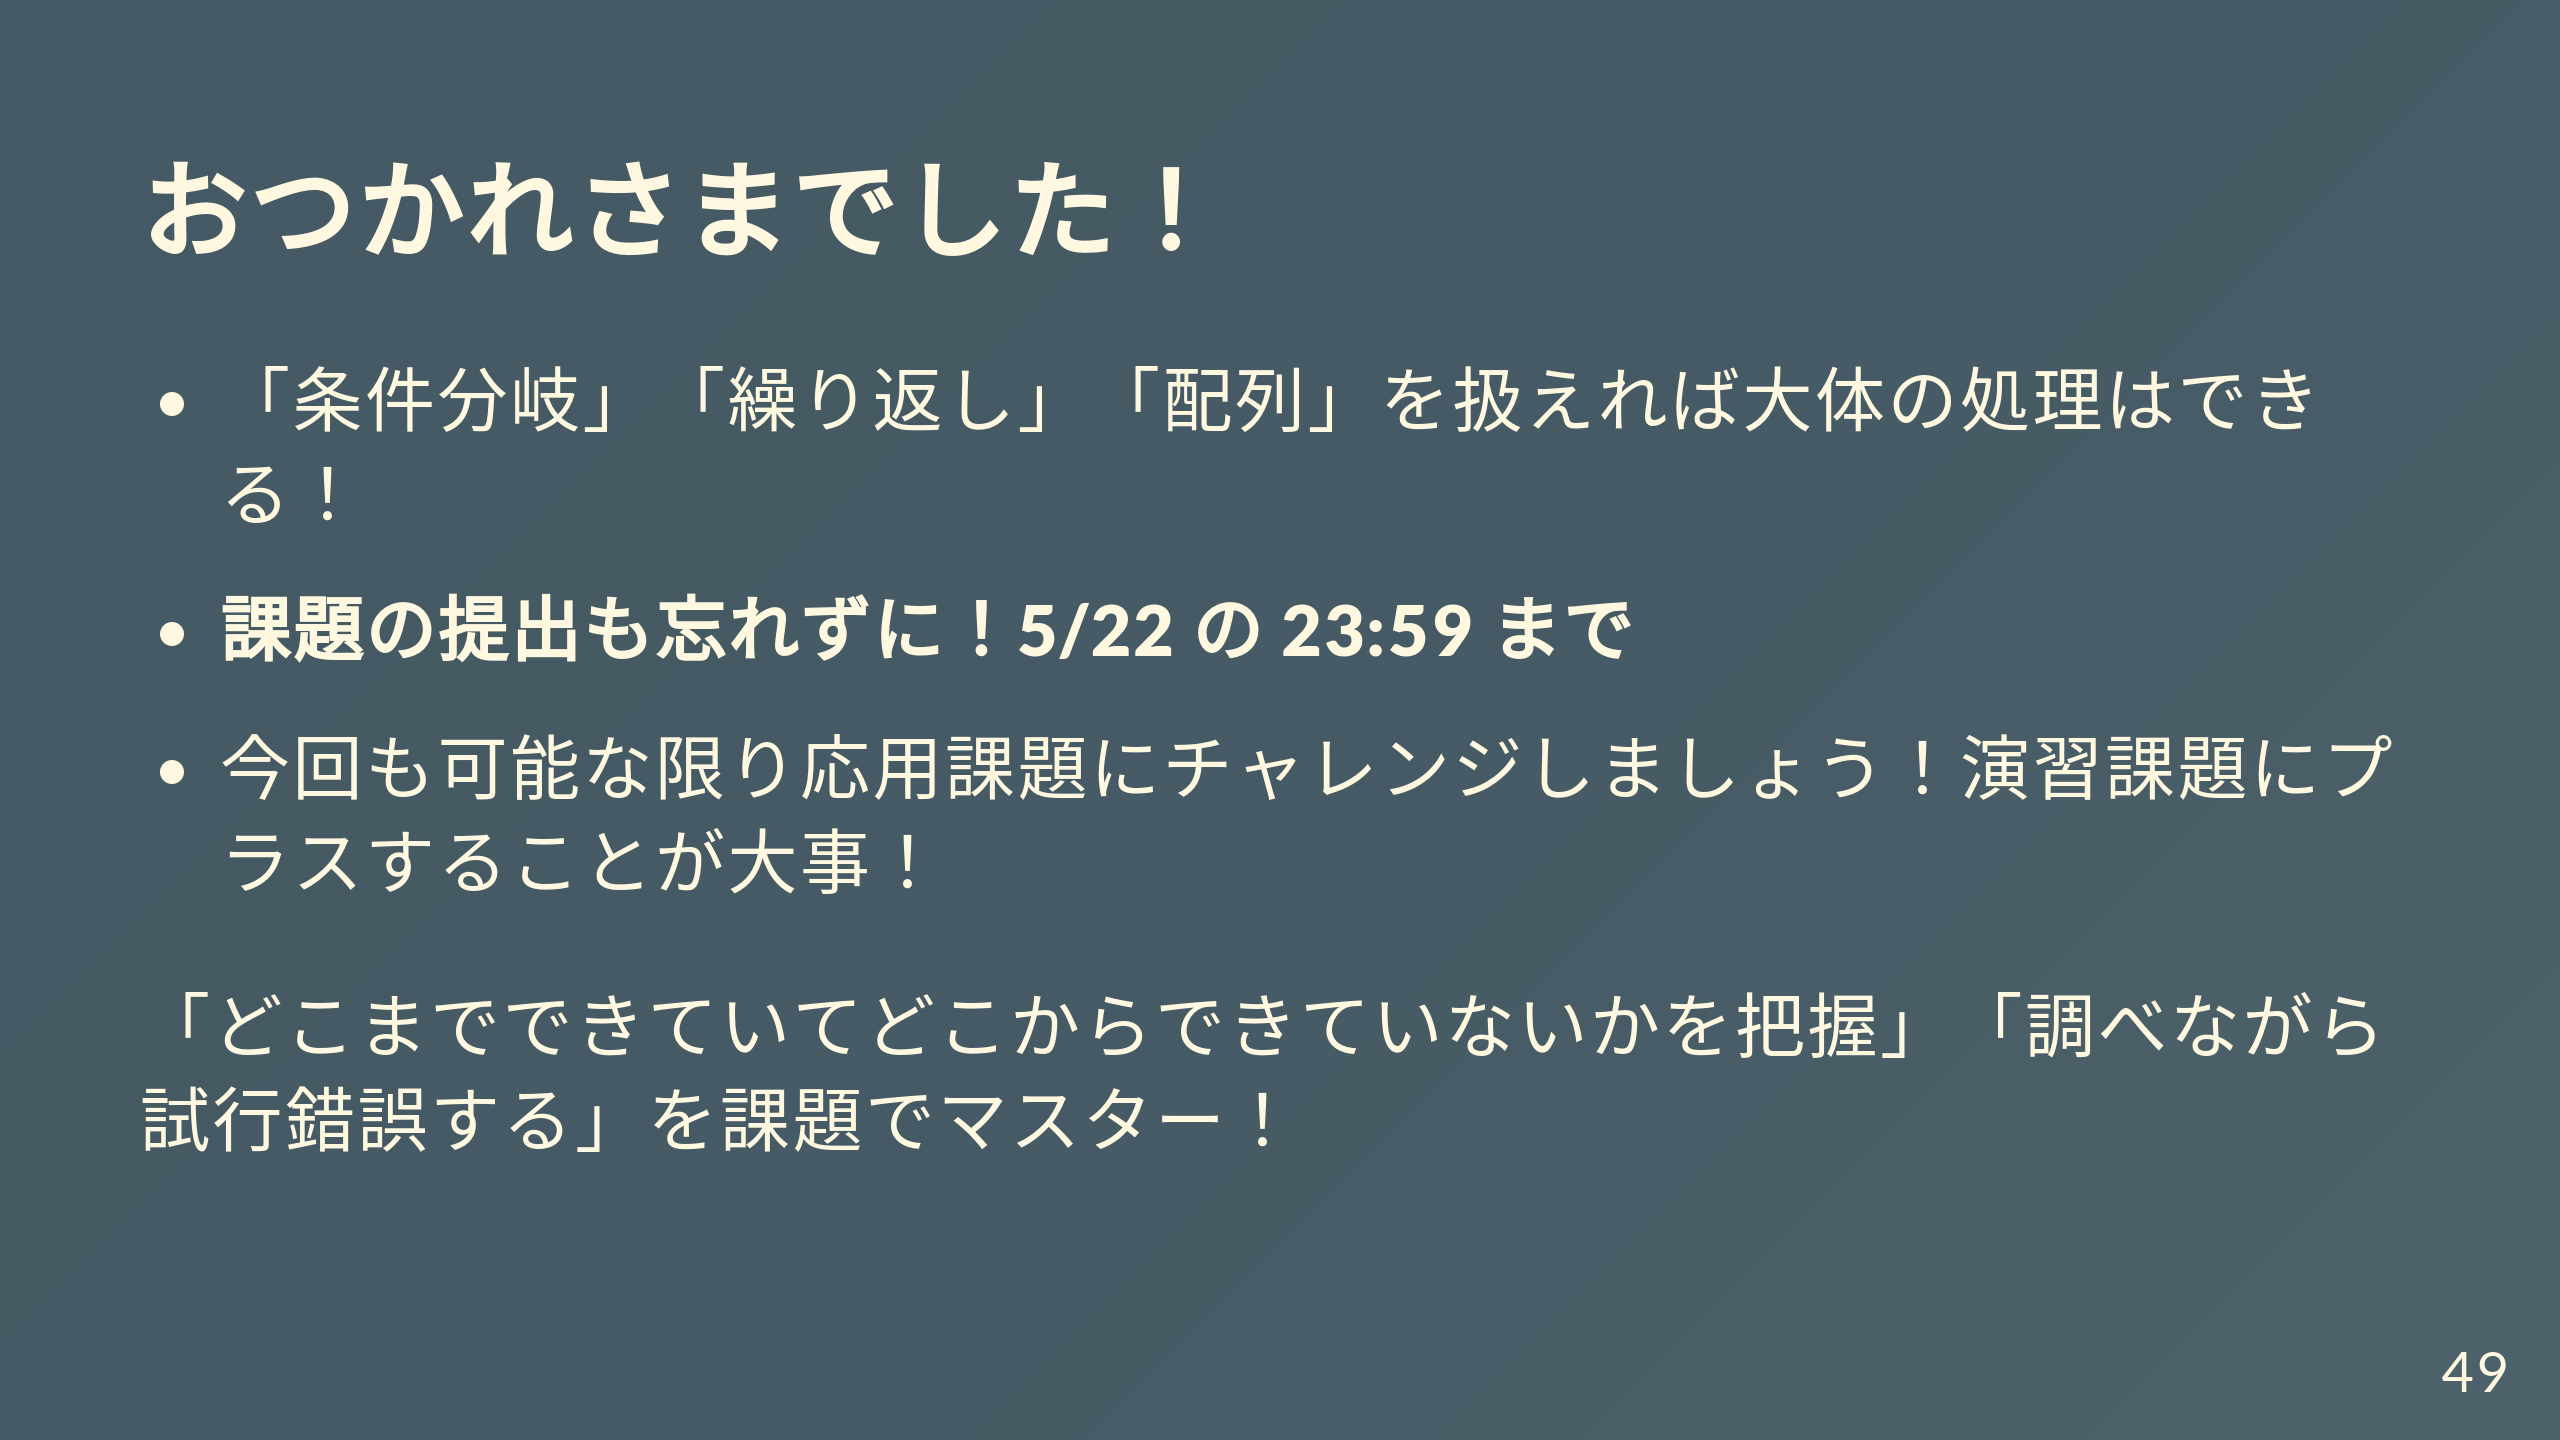 おつかれさまでした！
• 「条件分岐」「繰り返し」「配列」を扱えれば大体の処理はでき
る！
• 課題の提出も忘れずに！5/22 の 23:59 まで
• 今回も可能な限り応用課題にチャレンジしましょう！演習課題にプ
ラスすることが大事！
「どこまでできていてどこからできていないかを把握」「調べながら
試行錯誤する」を課題でマスター！
49